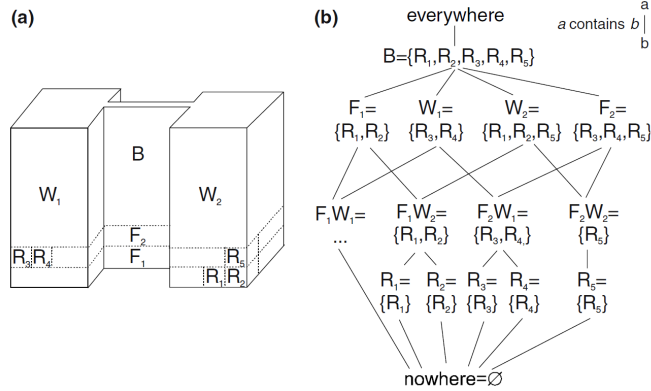 (a)
B
W₁
W₂
F₂
F₁
R₃ R₄
R₅
R₁ R₂
(b)
everywhere
a
a contains b
b
B={R₁,R₂,R₃,R₄,R₅}
F₁= W₁= W₂= F₂=
{R₁,R₂} {R₃,R₄} {R₁,R₂,R₅} {R₃,R₄,R₅}
F₁W₁= F₁W₂= F₂W₁= F₂W₂=
... {R₁,R₂} {R₃,R₄} {R₅}
R₁= R₂= R₃= R₄= R₅=
{R₁} {R₂} {R₃} {R₄} {R₅}
nowhere=∅